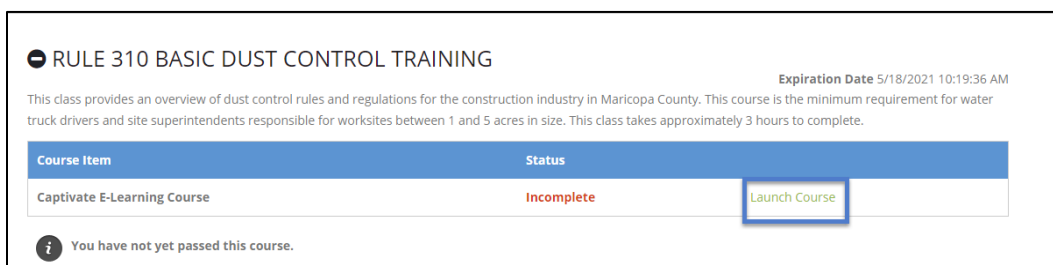 RULE 310 BASIC DUST CONTROL TRAINING
Expiration Date 5/18/2021 10:19:36 AM
This class provides an overview of dust control rules and regulations for the construction industry in Maricopa County. This course is the minimum requirement for water
truck drivers and site superintendents responsible for worksites between 1 and 5 acres in size. This class takes approximately 3 hours to complete.
Course Item Status
Captivate E-Learning Course Incomplete Launch Course
i You have not yet passed this course.